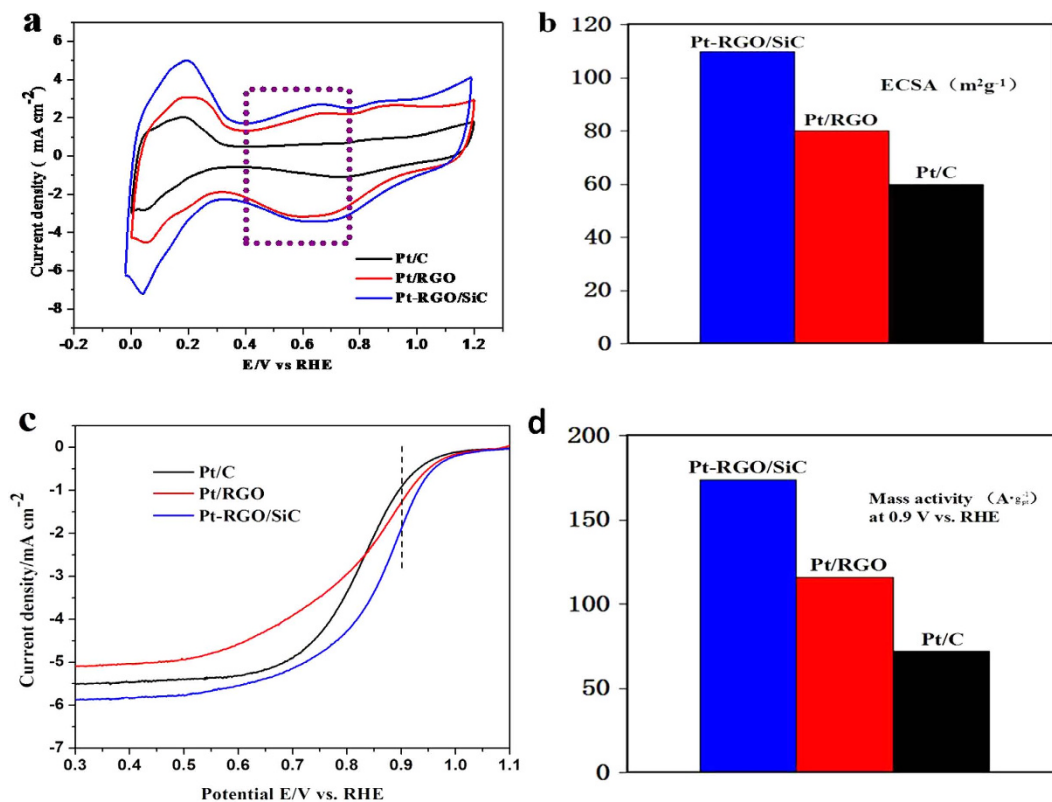 a
Current density ( mA cm-2)
6
4
2
0
-2
-4
-6
-8
-0.2
0.0
0.2
0.4
0.6
0.8
1.0
1.2
E/V vs RHE
Pt/C
Pt/RGO
Pt-RGO/SiC
b
120
100
80
60
40
20
0
Pt-RGO/SiC
ECSA （m²g⁻¹）
Pt/RGO
Pt/C
c
Current density/mA cm-2
0
-1
-2
-3
-4
-5
-6
-7
0.3
0.4
0.5
0.6
0.7
0.8
0.9
1.0
1.1
Potential E/V vs. RHE
Pt/C
Pt/RGO
Pt-RGO/SiC
d
200
150
100
50
0
Pt-RGO/SiC
Mass activity （A·g-1Pt）
at 0.9 V vs. RHE
Pt/RGO
Pt/C